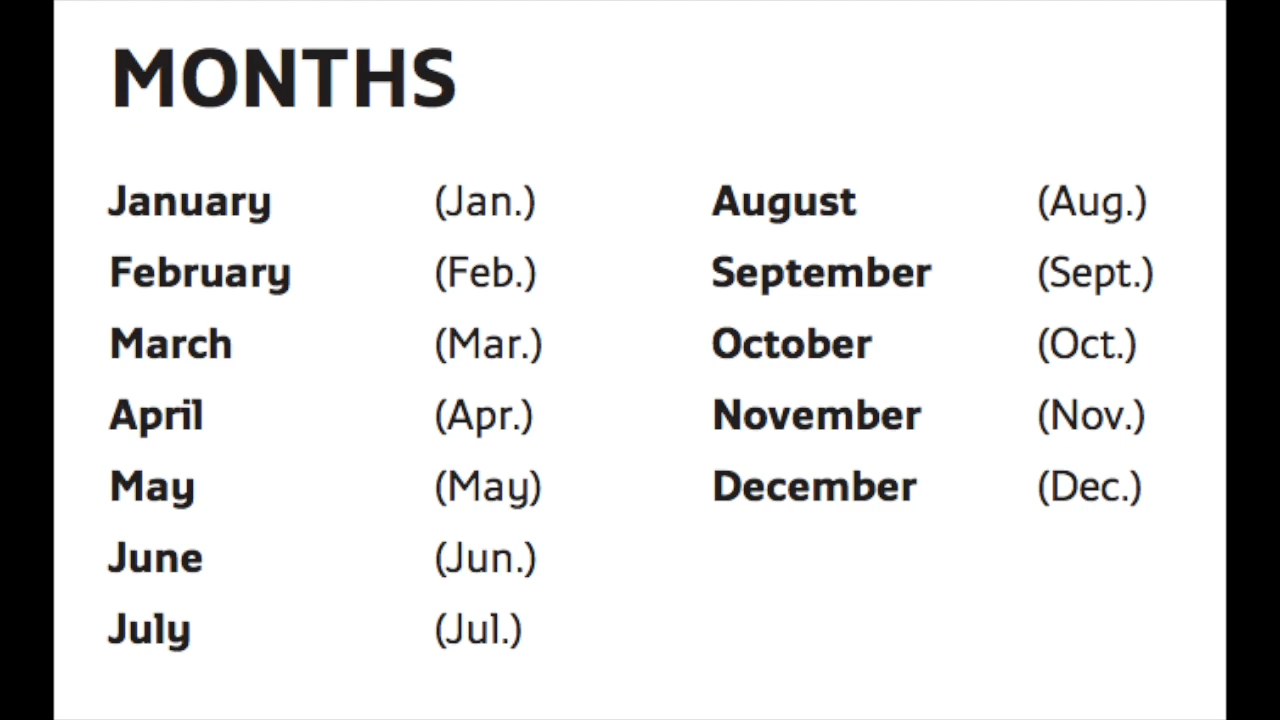 MONTHS
January (Jan.)
February (Feb.)
March (Mar.)
April (Apr.)
May (May)
June (Jun.)
July (Jul.)
August (Aug.)
September (Sept.)
October (Oct.)
November (Nov.)
December (Dec.)